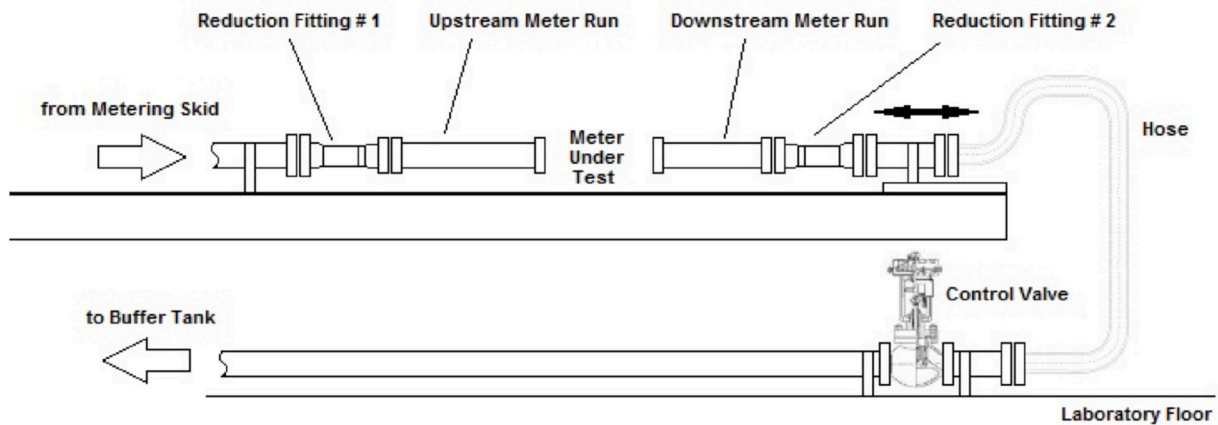 Reduction Fitting # 1
Upstream Meter Run
Downstream Meter Run
Reduction Fitting # 2
from Metering Skid
Hose
Meter
Under
Test
Control Valve
to Buffer Tank
Laboratory Floor